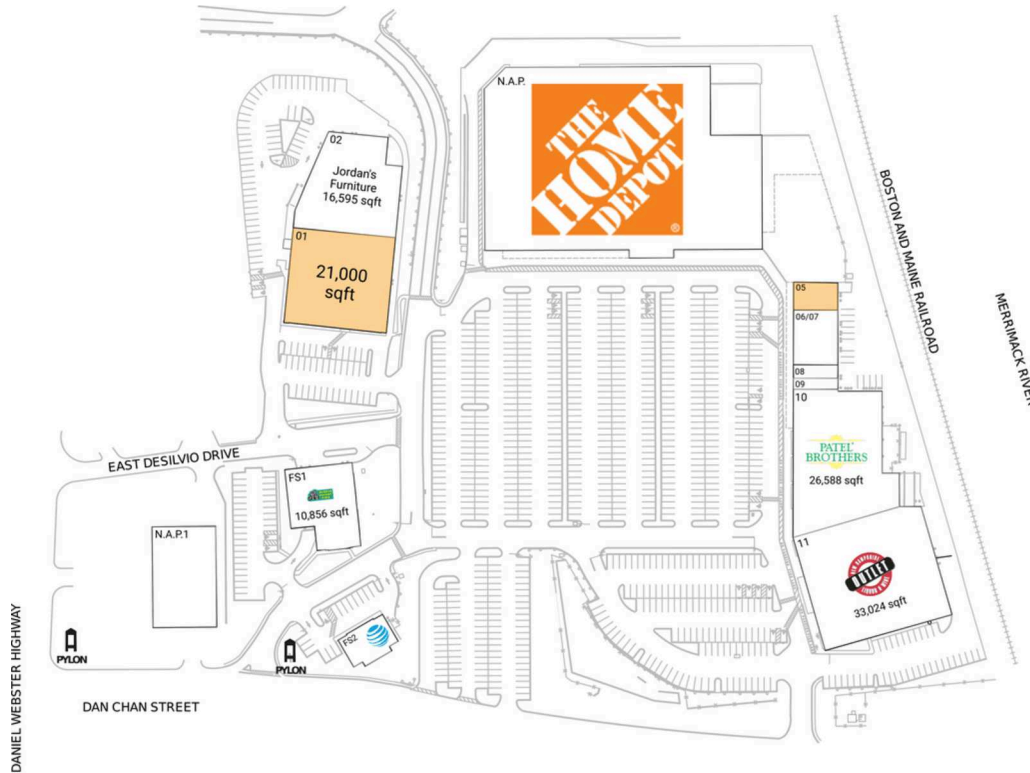 N.A.P.
THE
HOME
DEPOT
®
02
Jordan's
Furniture
16,595 sqft
01
21,000
sqft
BOSTON AND MAINE RAILROAD
MERRIMACK RIVER
05
06/07
08
09
10
PATEL
BROTHERS
26,588 sqft
EAST DESILVIO DRIVE
FS1
10,856 sqft
N.A.P.1
11
NEW HAMPSHIRE
OUTLET
33,024 sqft
FS2
PYLON
PYLON
DAN CHAN STREET
DANIEL WEBSTER HIGHWAY